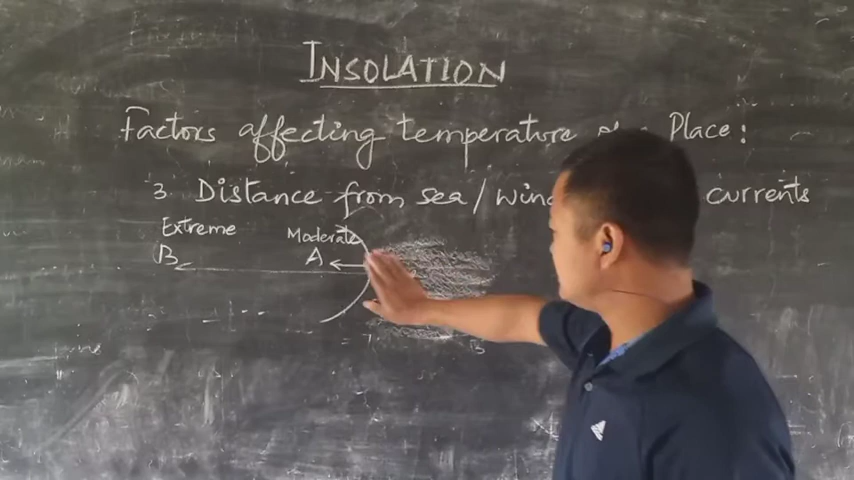 INSOLATION
Factors affecting temperature Place:
3. Distance from sea/ currents
Extreme Moderate
B A